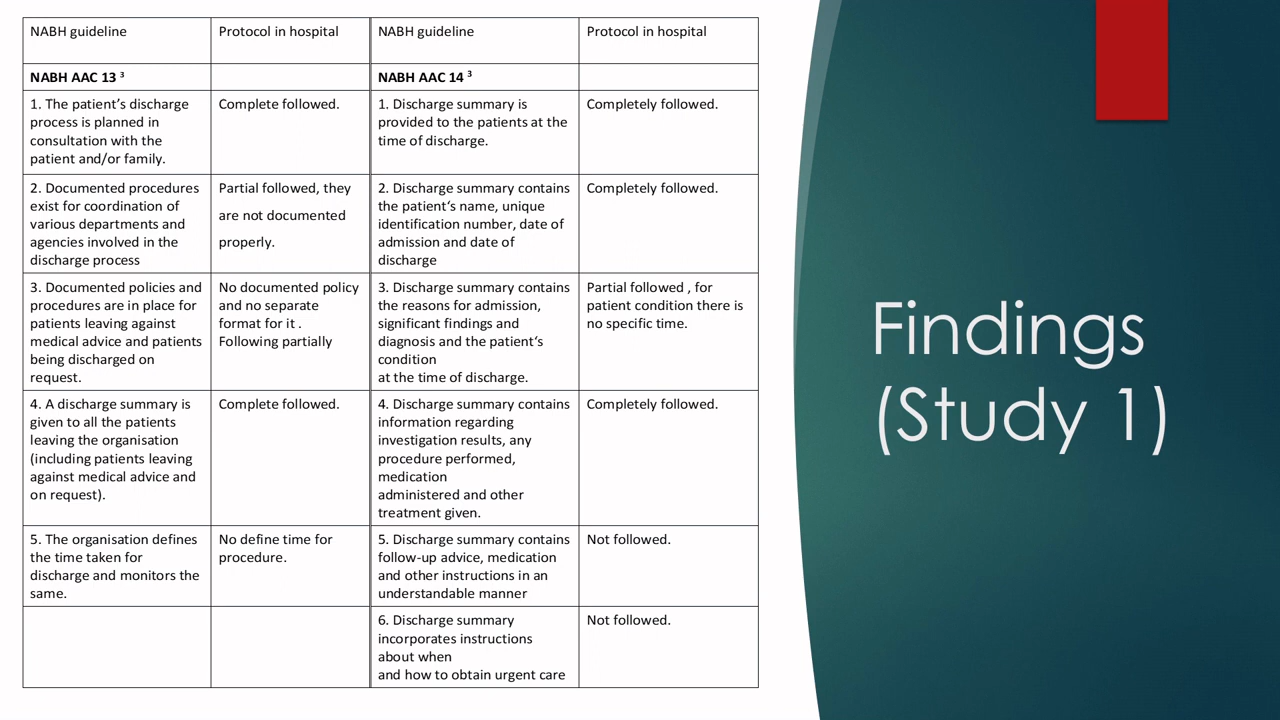 NABH guideline
Protocol in hospital
NABH guideline
Protocol in hospital
NABH AAC 13 ³
NABH AAC 14 ³
1. The patient’s discharge
process is planned in
consultation with the
patient and/or family.
Complete followed.
1. Discharge summary is
provided to the patients at the
time of discharge.
Completely followed.
2. Documented procedures
exist for coordination of
various departments and
agencies involved in the
discharge process
Partial followed, they
are not documented
properly.
2. Discharge summary contains
the patient‘s name, unique
identification number, date of
admission and date of
discharge
Completely followed.
3. Documented policies and
procedures are in place for
patients leaving against
medical advice and patients
being discharged on
request.
No documented policy
and no separate
format for it .
Following partially
3. Discharge summary contains
the reasons for admission,
significant findings and
diagnosis and the patient‘s
condition
at the time of discharge.
Partial followed , for
patient condition there is
no specific time.
4. A discharge summary is
given to all the patients
leaving the organisation
(including patients leaving
against medical advice and
on request).
Complete followed.
4. Discharge summary contains
information regarding
investigation results, any
procedure performed,
medication
administered and other
treatment given.
Completely followed.
5. The organisation defines
the time taken for
discharge and monitors the
same.
No define time for
procedure.
5. Discharge summary contains
follow-up advice, medication
and other instructions in an
understandable manner
Not followed.
6. Discharge summary
incorporates instructions
about when
and how to obtain urgent care
Not followed.
Findings
(Study 1)